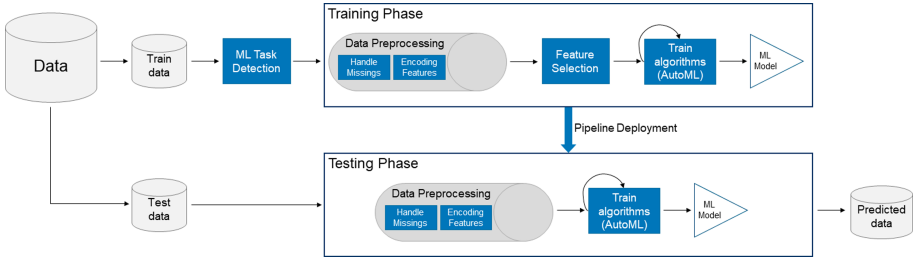 Data
Train
data
ML Task
Detection
Training Phase
Data Preprocessing
Handle
Missings
Encoding
Features
Feature
Selection
Train
algorithms
(AutoML)
ML
Model
Pipeline Deployment
Testing Phase
Test
data
Data Preprocessing
Handle
Missings
Encoding
Features
Train
algorithms
(AutoML)
ML
Model
Predicted
data